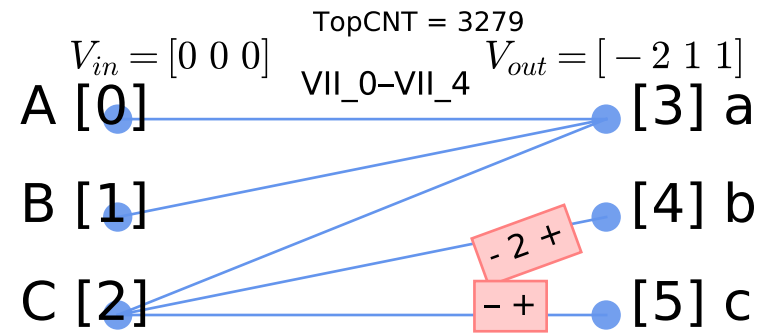 TopCNT = 3279
V_in = [0 0 0]
V_out = [ − 2 1 1]
VII_0–VII_4
A [0]
[3] a
B [1]
[4] b
- 2 +
C [2]
– +
[5] c